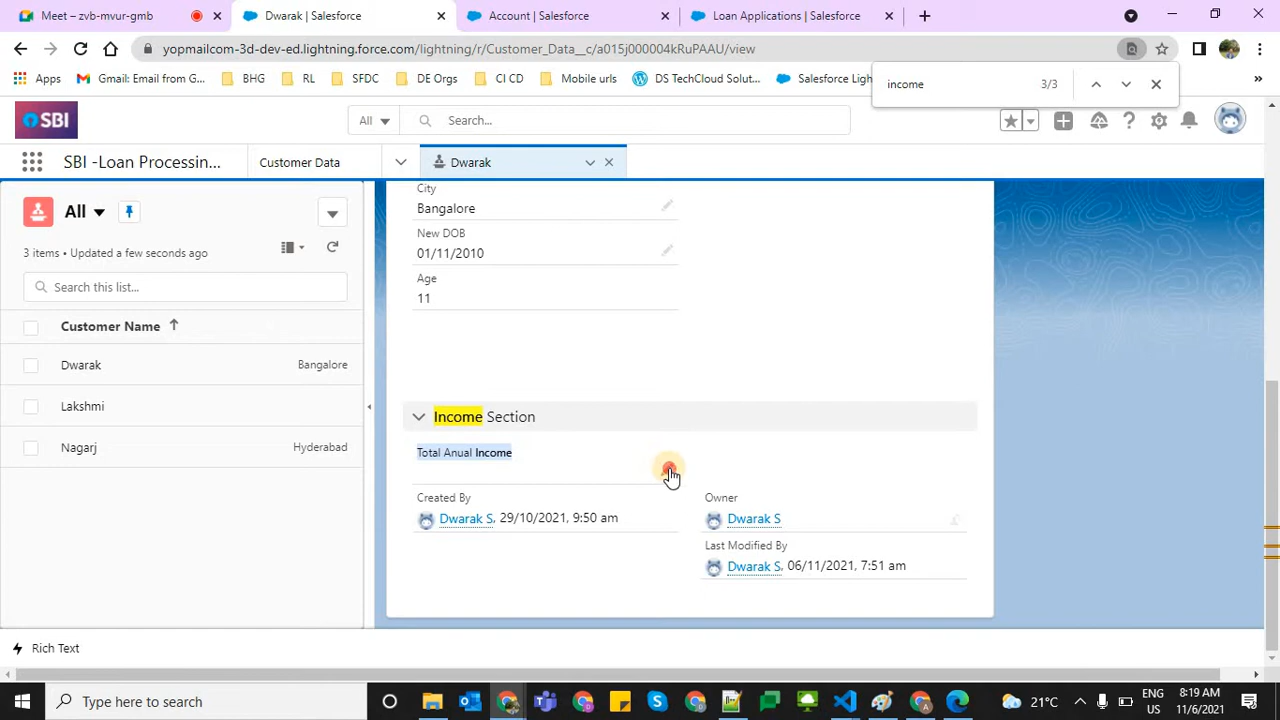 Meet – zvb-mvur-gmb
Dwarak | Salesforce
Account | Salesforce
Loan Applications | Salesforce
yopmailcom-3d-dev-ed.lightning.force.com/lightning/r/Customer_Data__c/a015j000004kRuPAAU/view
Apps
Gmail: Email from G...
BHG
RL
SFDC
DE Orgs
CI CD
Mobile urls
DS TechCloud Solut...
Salesforce Ligh
»
income
3/3
SBI
All
Search...
SBI -Loan Processin...
Customer Data
Dwarak
All
3 items • Updated a few seconds ago
Search this list...
Customer Name
Dwarak
Bangalore
Lakshmi
Nagarj
Hyderabad
City
Bangalore
New DOB
01/11/2010
Age
11
Income Section
Total Anual Income
Created By
Dwarak S, 29/10/2021, 9:50 am
Owner
Dwarak S
Last Modified By
Dwarak S, 06/11/2021, 7:51 am
Rich Text
Type here to search
21°C
ENG
US
8:19 AM
11/6/2021